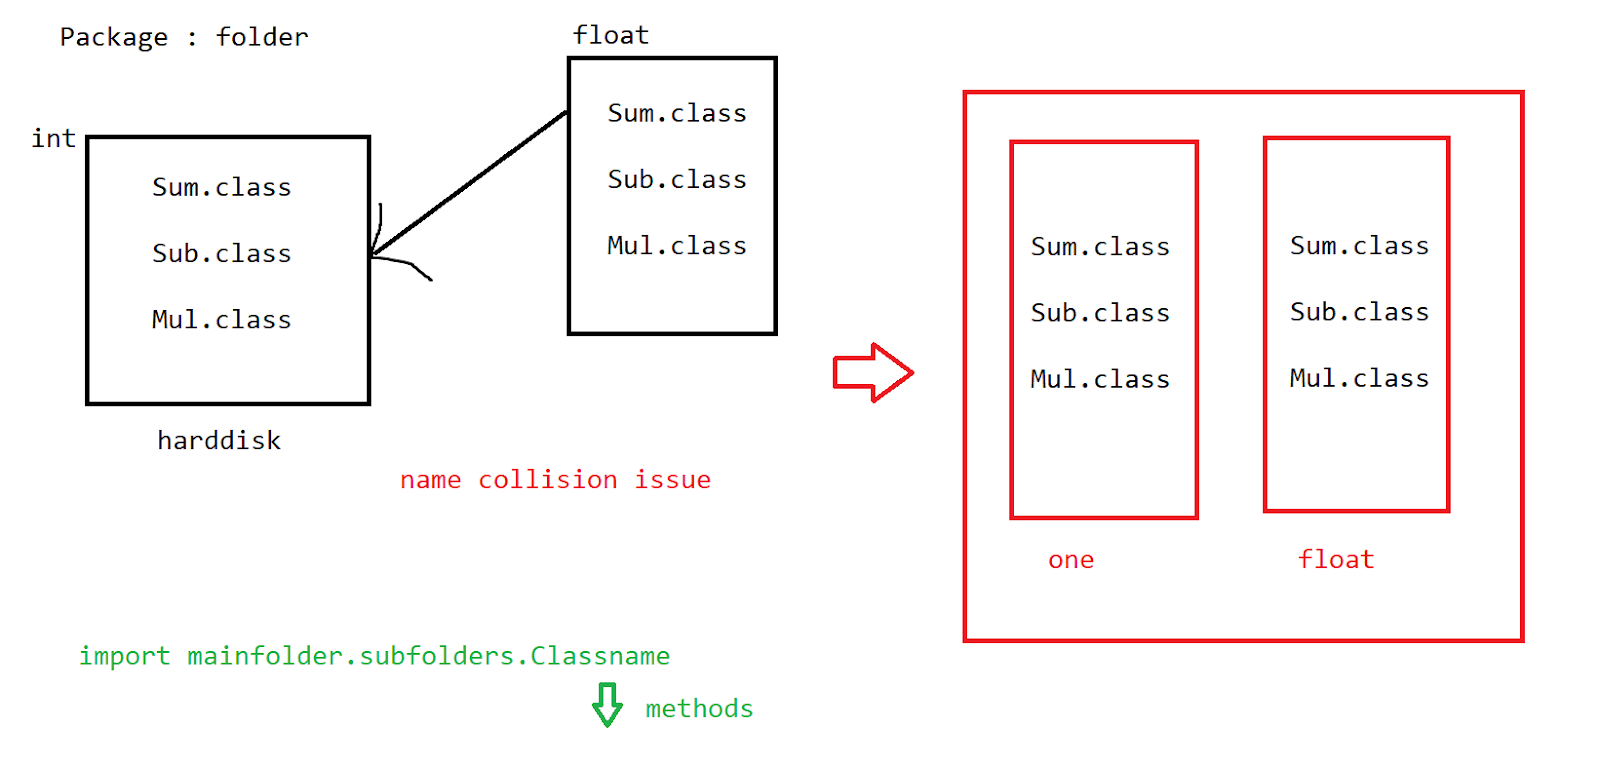 Package : folder
int
Sum.class
Sub.class
Mul.class
harddisk
float
Sum.class
Sub.class
Mul.class
name collision issue
Sum.class
Sub.class
Mul.class
one
Sum.class
Sub.class
Mul.class
float
import mainfolder.subfolders.Classname
methods